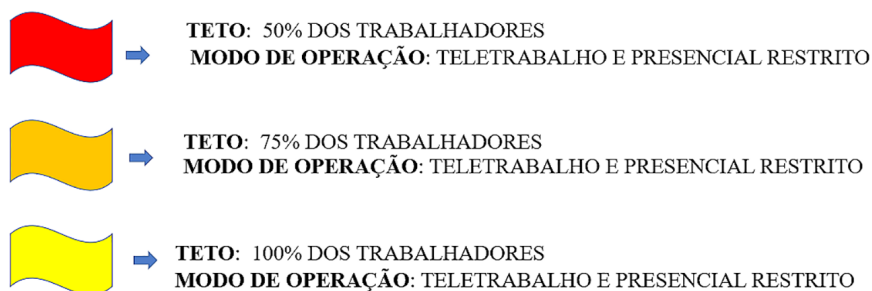 TETO: 50% DOS TRABALHADORES
MODO DE OPERAÇÃO: TELETRABALHO E PRESENCIAL RESTRITO
TETO: 75% DOS TRABALHADORES
MODO DE OPERAÇÃO: TELETRABALHO E PRESENCIAL RESTRITO
TETO: 100% DOS TRABALHADORES
MODO DE OPERAÇÃO: TELETRABALHO E PRESENCIAL RESTRITO